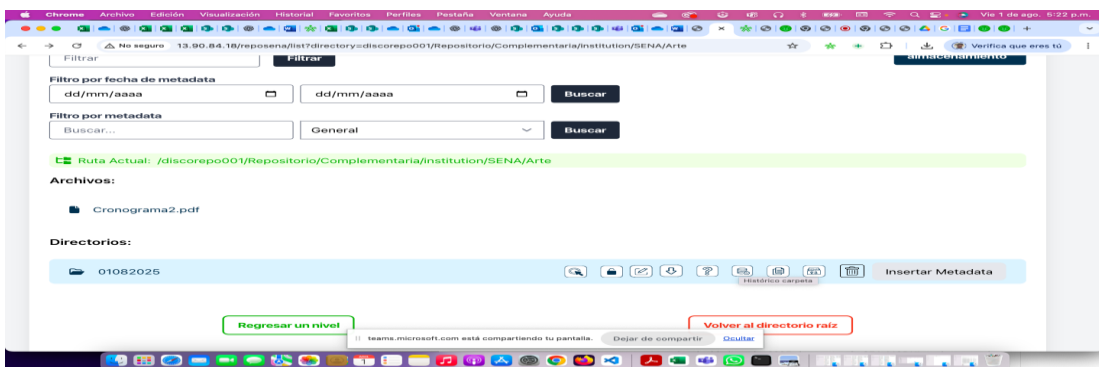 Chrome Archivo Edición Visualización Historial Favoritos Perfiles Pestaña Ventana Ayuda Vie 1 de ago. 5:22 p.m.
No seguro 13.90.84.18/reposena/list?directory=discorepo001/Repositorio/Complementaria/institution/SENA/Arte Verifica que eres tú
Filtrar Filtrar almacenamiento
Filtro por fecha de metadata
dd/mm/aaaa dd/mm/aaaa Buscar
Filtro por metadata
Buscar... General Buscar
Ruta Actual: /discorepo001/Repositorio/Complementaria/institution/SENA/Arte
Archivos:
Cronograma2.pdf
Directorios:
01082025 Insertar Metadata
Histórico carpeta
Regresar un nivel Volver al directorio raíz
teams.microsoft.com está compartiendo tu pantalla. Dejar de compartir Ocultar